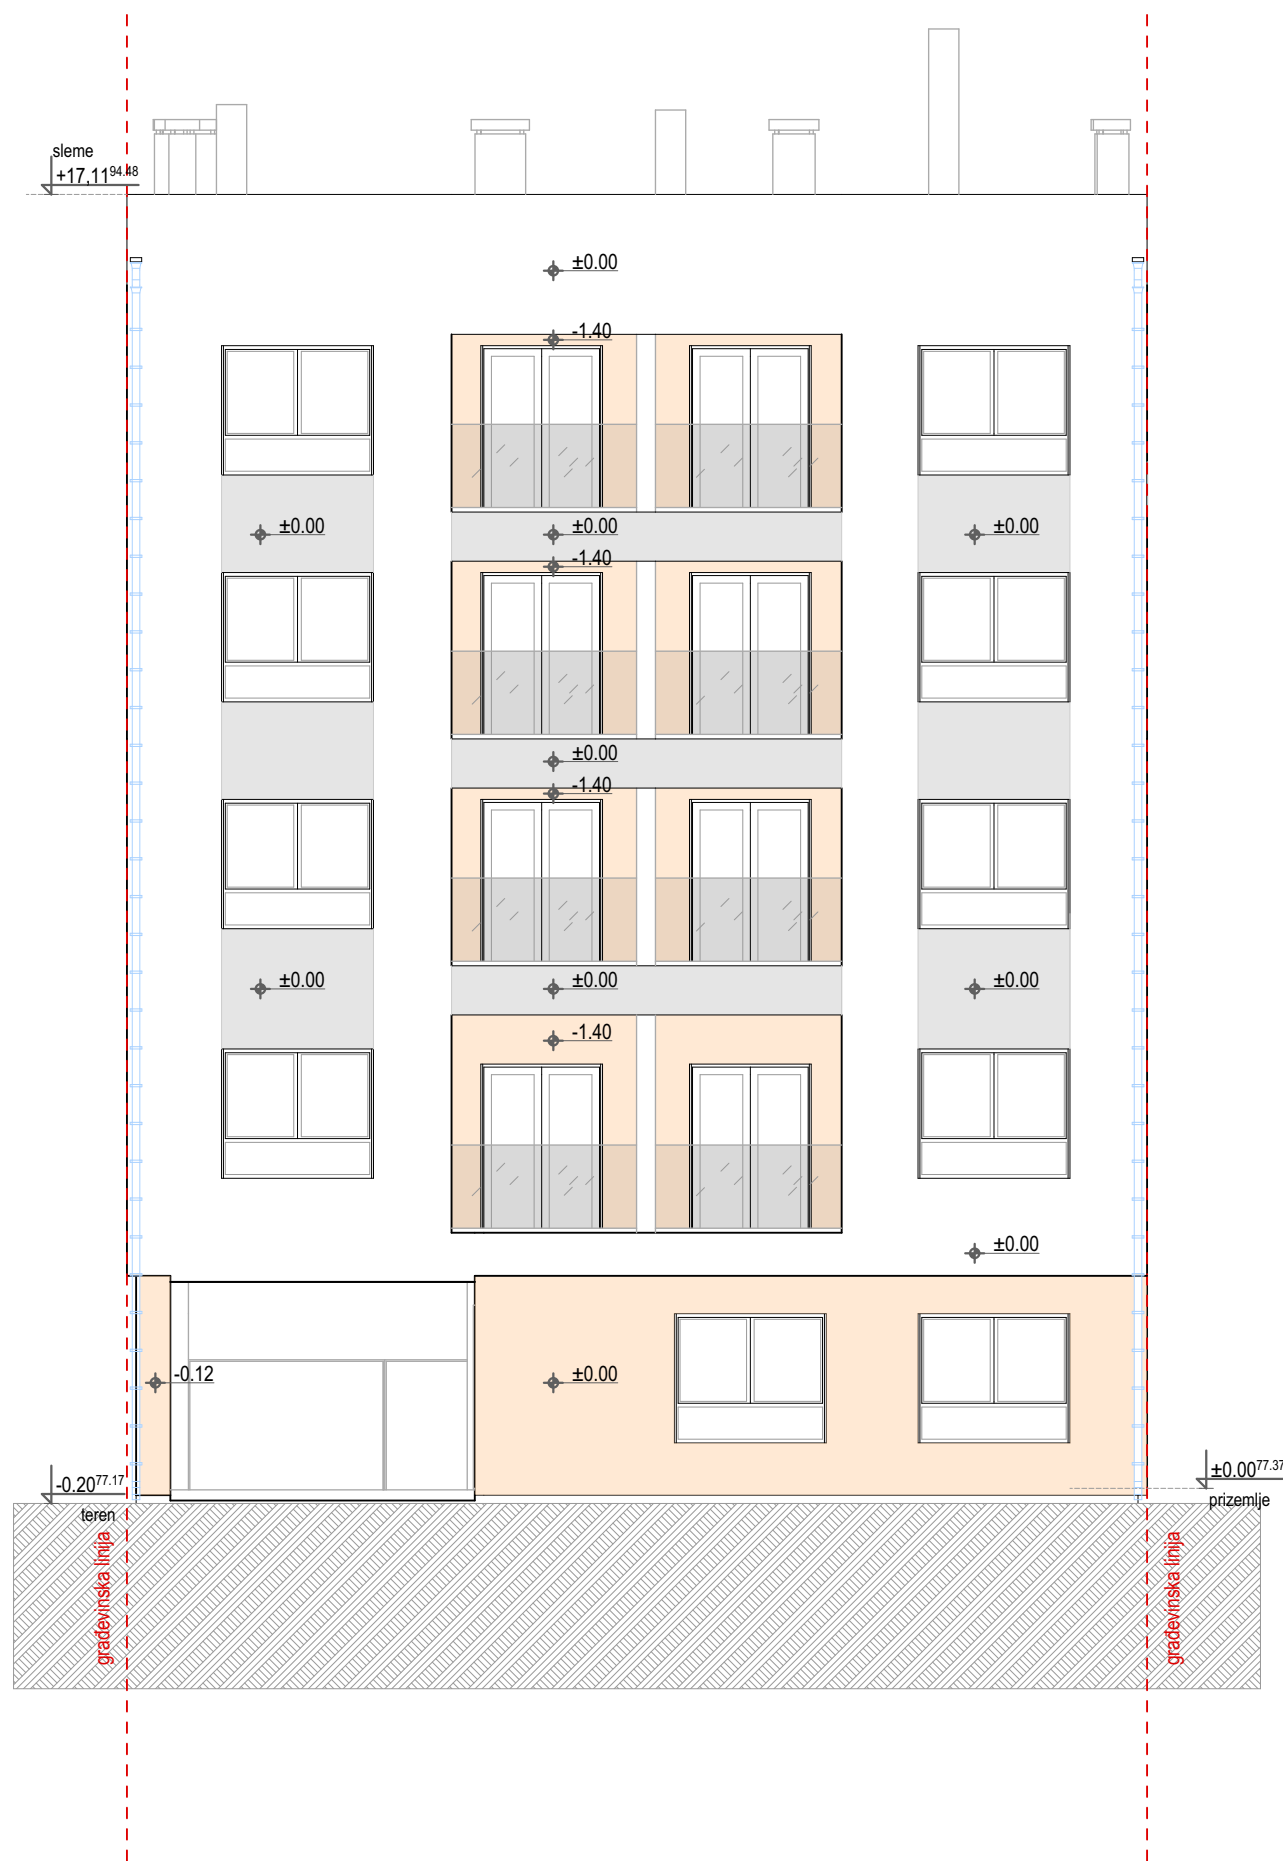 sleme
+17,11 94.48
±0.00
-1.40
±0.00 ±0.00 ±0.00
-1.40
±0.00
-1.40
±0.00 ±0.00 ±0.00
-1.40
±0.00
-0.12 ±0.00
±0.00 77.37
-0.20 77.17
prizemlje
teren
građevinska linija
građevinska linija